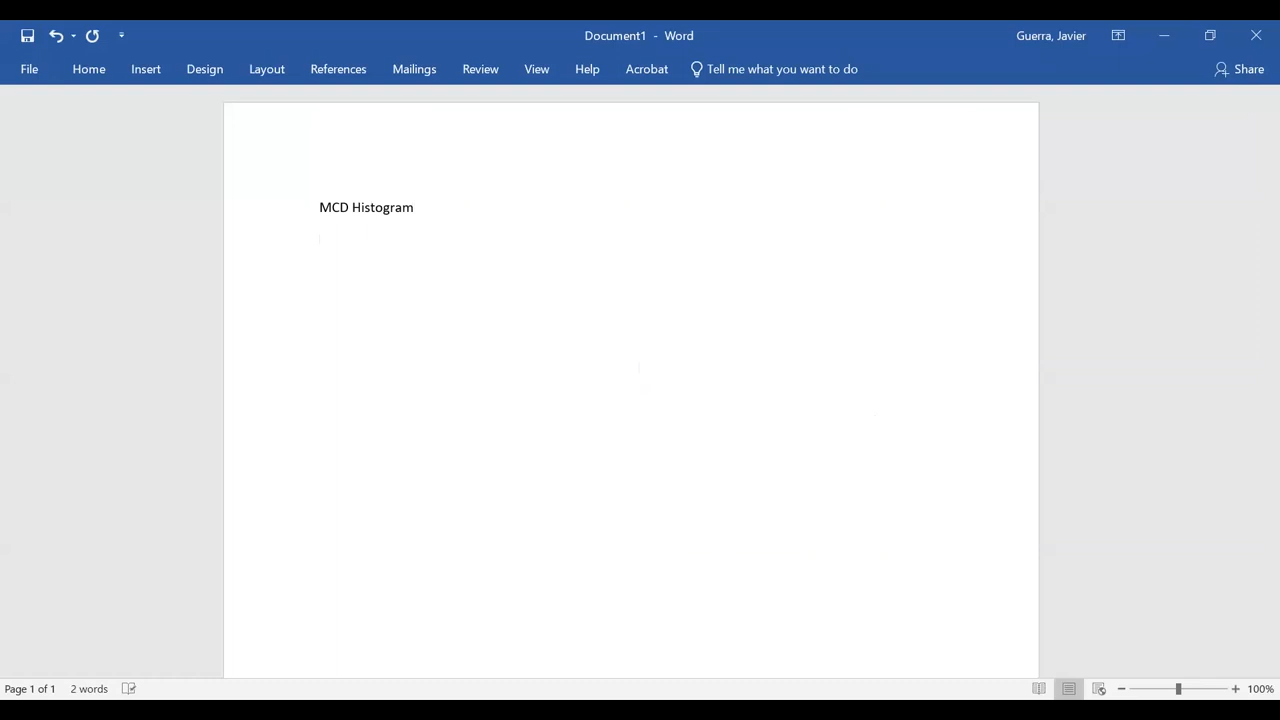 Document1 - Word
Guerra, Javier
File Home Insert Design Layout References Mailings Review View Help Acrobat Tell me what you want to do Share
MCD Histogram
Page 1 of 1 2 words 100%